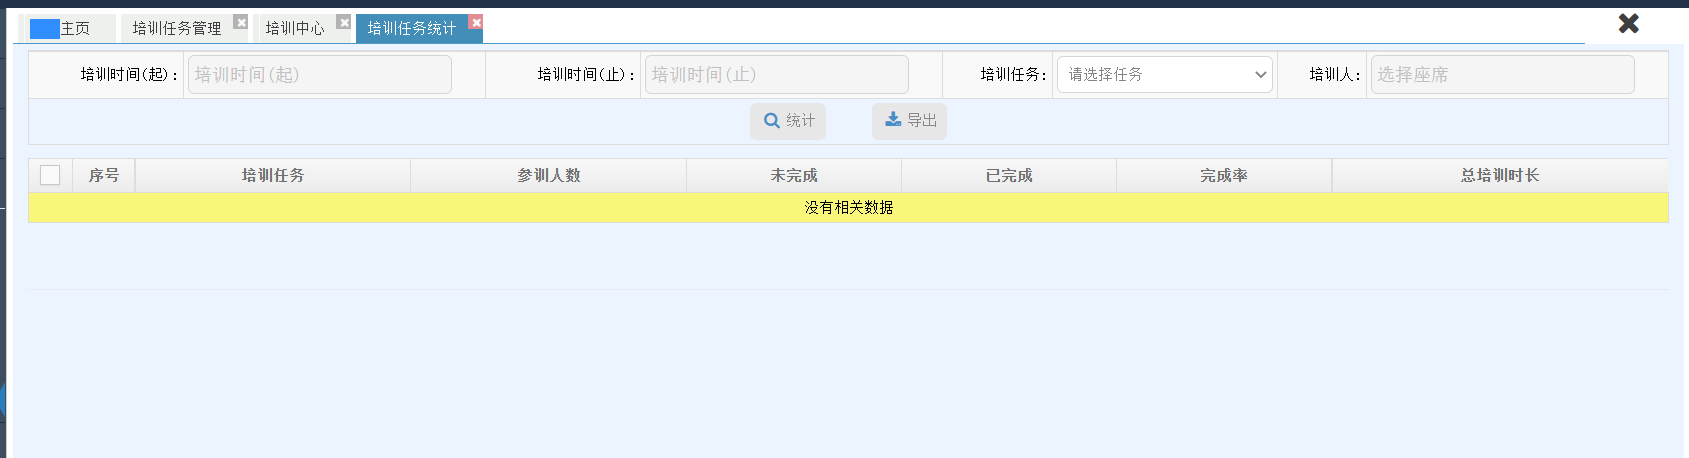 主页 培训任务管理 培训中心 培训任务统计
培训时间(起): 培训时间(起) 培训时间(止): 培训时间(止) 培训任务: 请选择任务 培训人: 选择座席
统计 导出
序号 培训任务 参训人数 未完成 已完成 完成率 总培训时长
没有相关数据